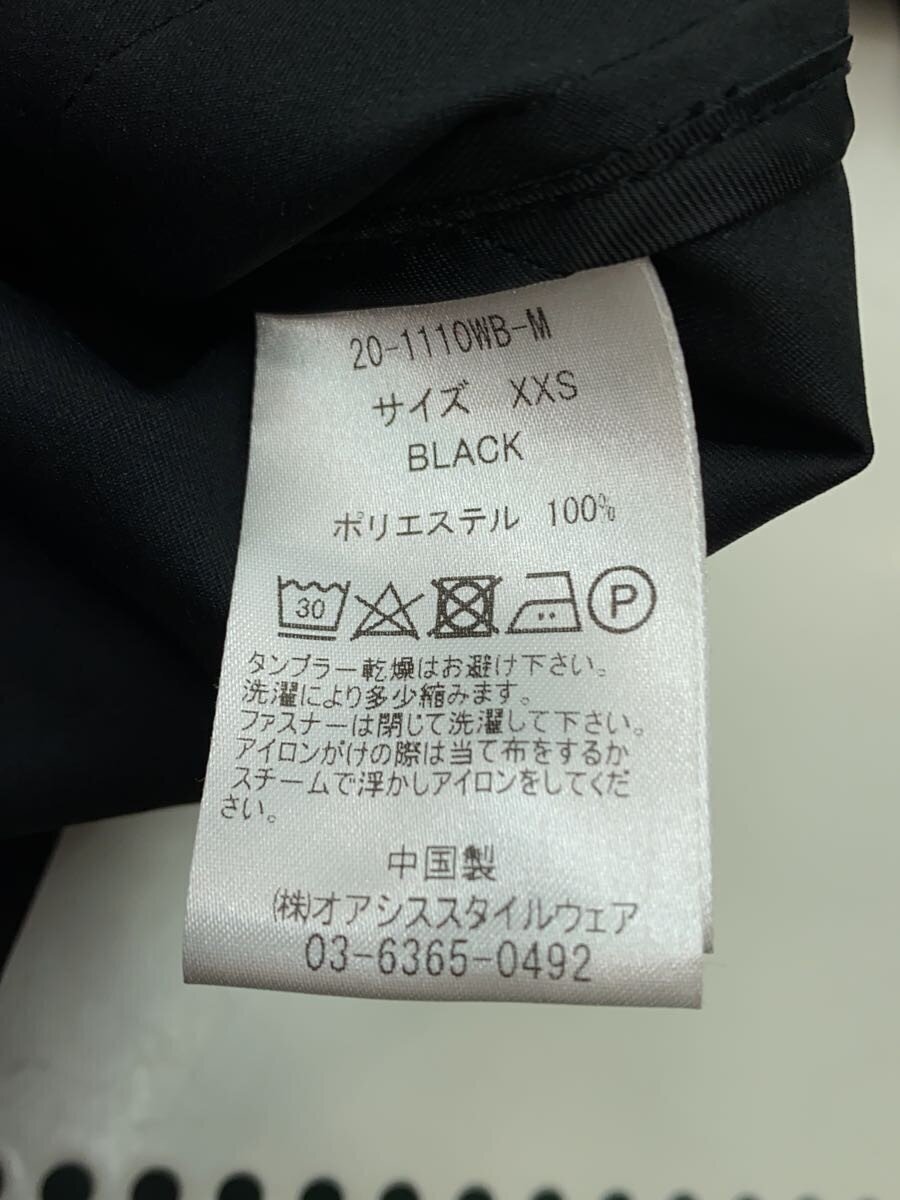 20-1110WB-M
サイズ XXS
BLACK
ポリエステル 100%
30 P
タンブラー乾燥はお避け下さい。
洗濯により多少縮みます。
ファスナーは閉じて洗濯して下さい。
アイロンがけの際は当て布をするか
スチームで浮かしアイロンをしてくだ
さい。
中国製
(株)オアシススタイルウェア
03-6365-0492